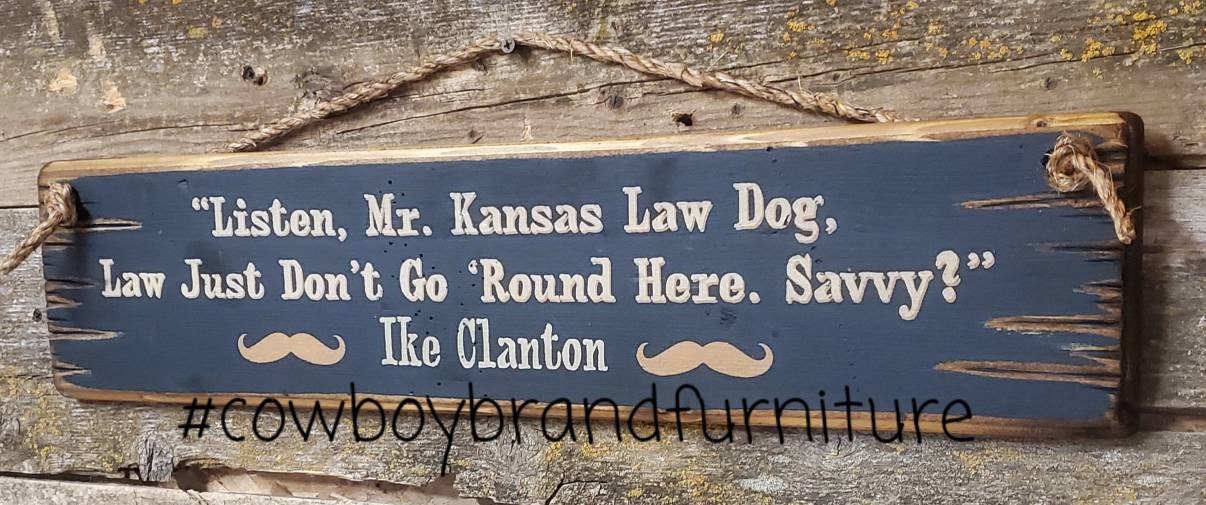 “Listen, Mr. Kansas Law Dog,
Law Just Don’t Go ‘Round Here. Savvy?”
Ike Clanton
#cowboybrandfurniture